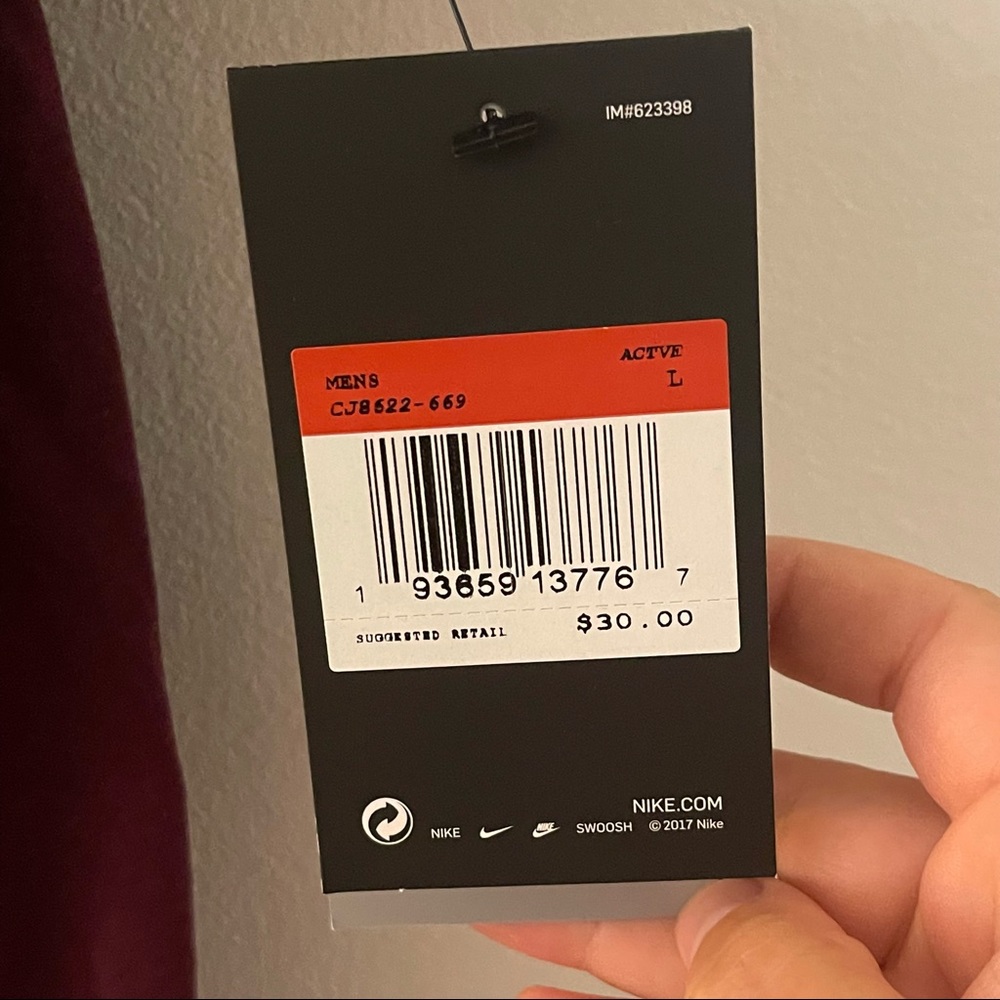 IM#623398
ACTVE
MENS L
CJ8622-669
1 93659 13776 7
SUGGESTED RETAIL $30.00
NIKE.COM
NIKE NIKE SWOOSH © 2017 Nike